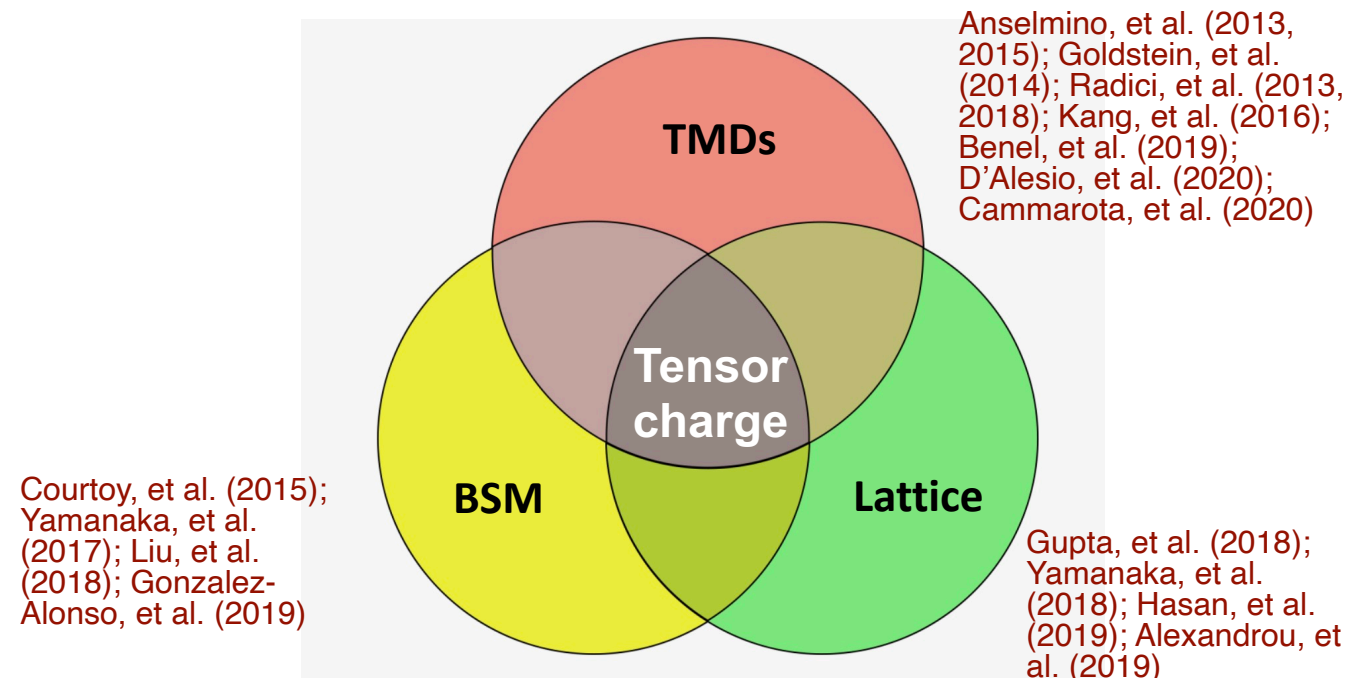 Anselmino, et al. (2013,
2015); Goldstein, et al.
(2014); Radici, et al. (2013,
2018); Kang, et al. (2016);
Benel, et al. (2019);
D'Alesio, et al. (2020);
Cammarota, et al. (2020)
TMDs
Tensor
charge
BSM
Lattice
Courtoy, et al. (2015);
Yamanaka, et al.
(2017); Liu, et al.
(2018); Gonzalez-
Alonso, et al. (2019)
Gupta, et al. (2018);
Yamanaka, et al.
(2018); Hasan, et al.
(2019); Alexandrou, et
al. (2019)